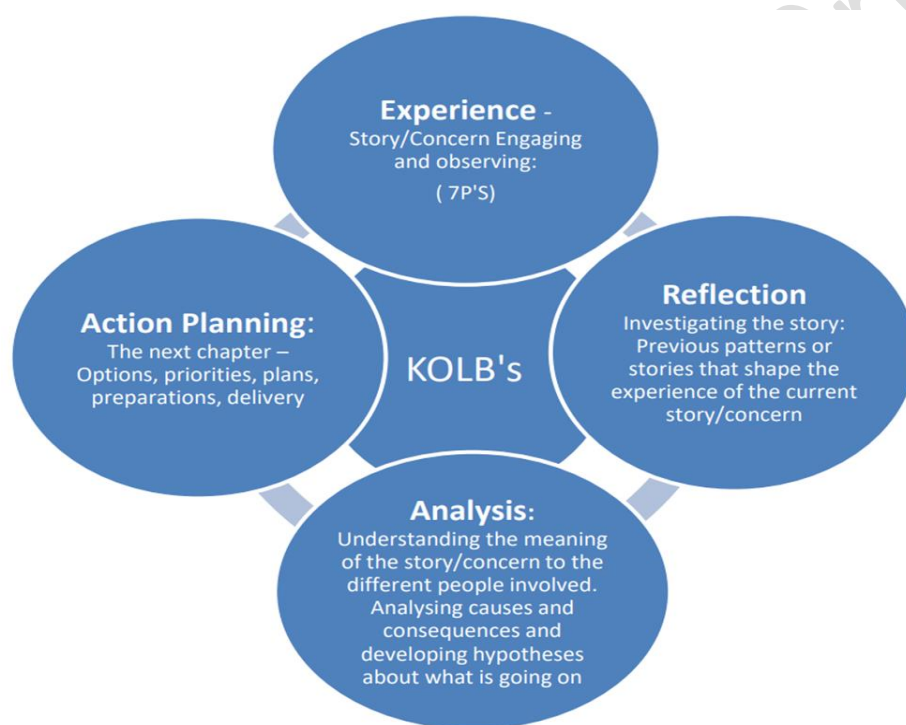 Experience -
Story/Concern Engaging
and observing:
( 7P'S)
Reflection
Investigating the story:
Previous patterns or
stories that shape the
experience of the current
story/concern
Analysis:
Understanding the meaning
of the story/concern to the
different people involved.
Analysing causes and
consequences and
developing hypotheses
about what is going on
Action Planning:
The next chapter –
Options, priorities, plans,
preparations, delivery
KOLB's